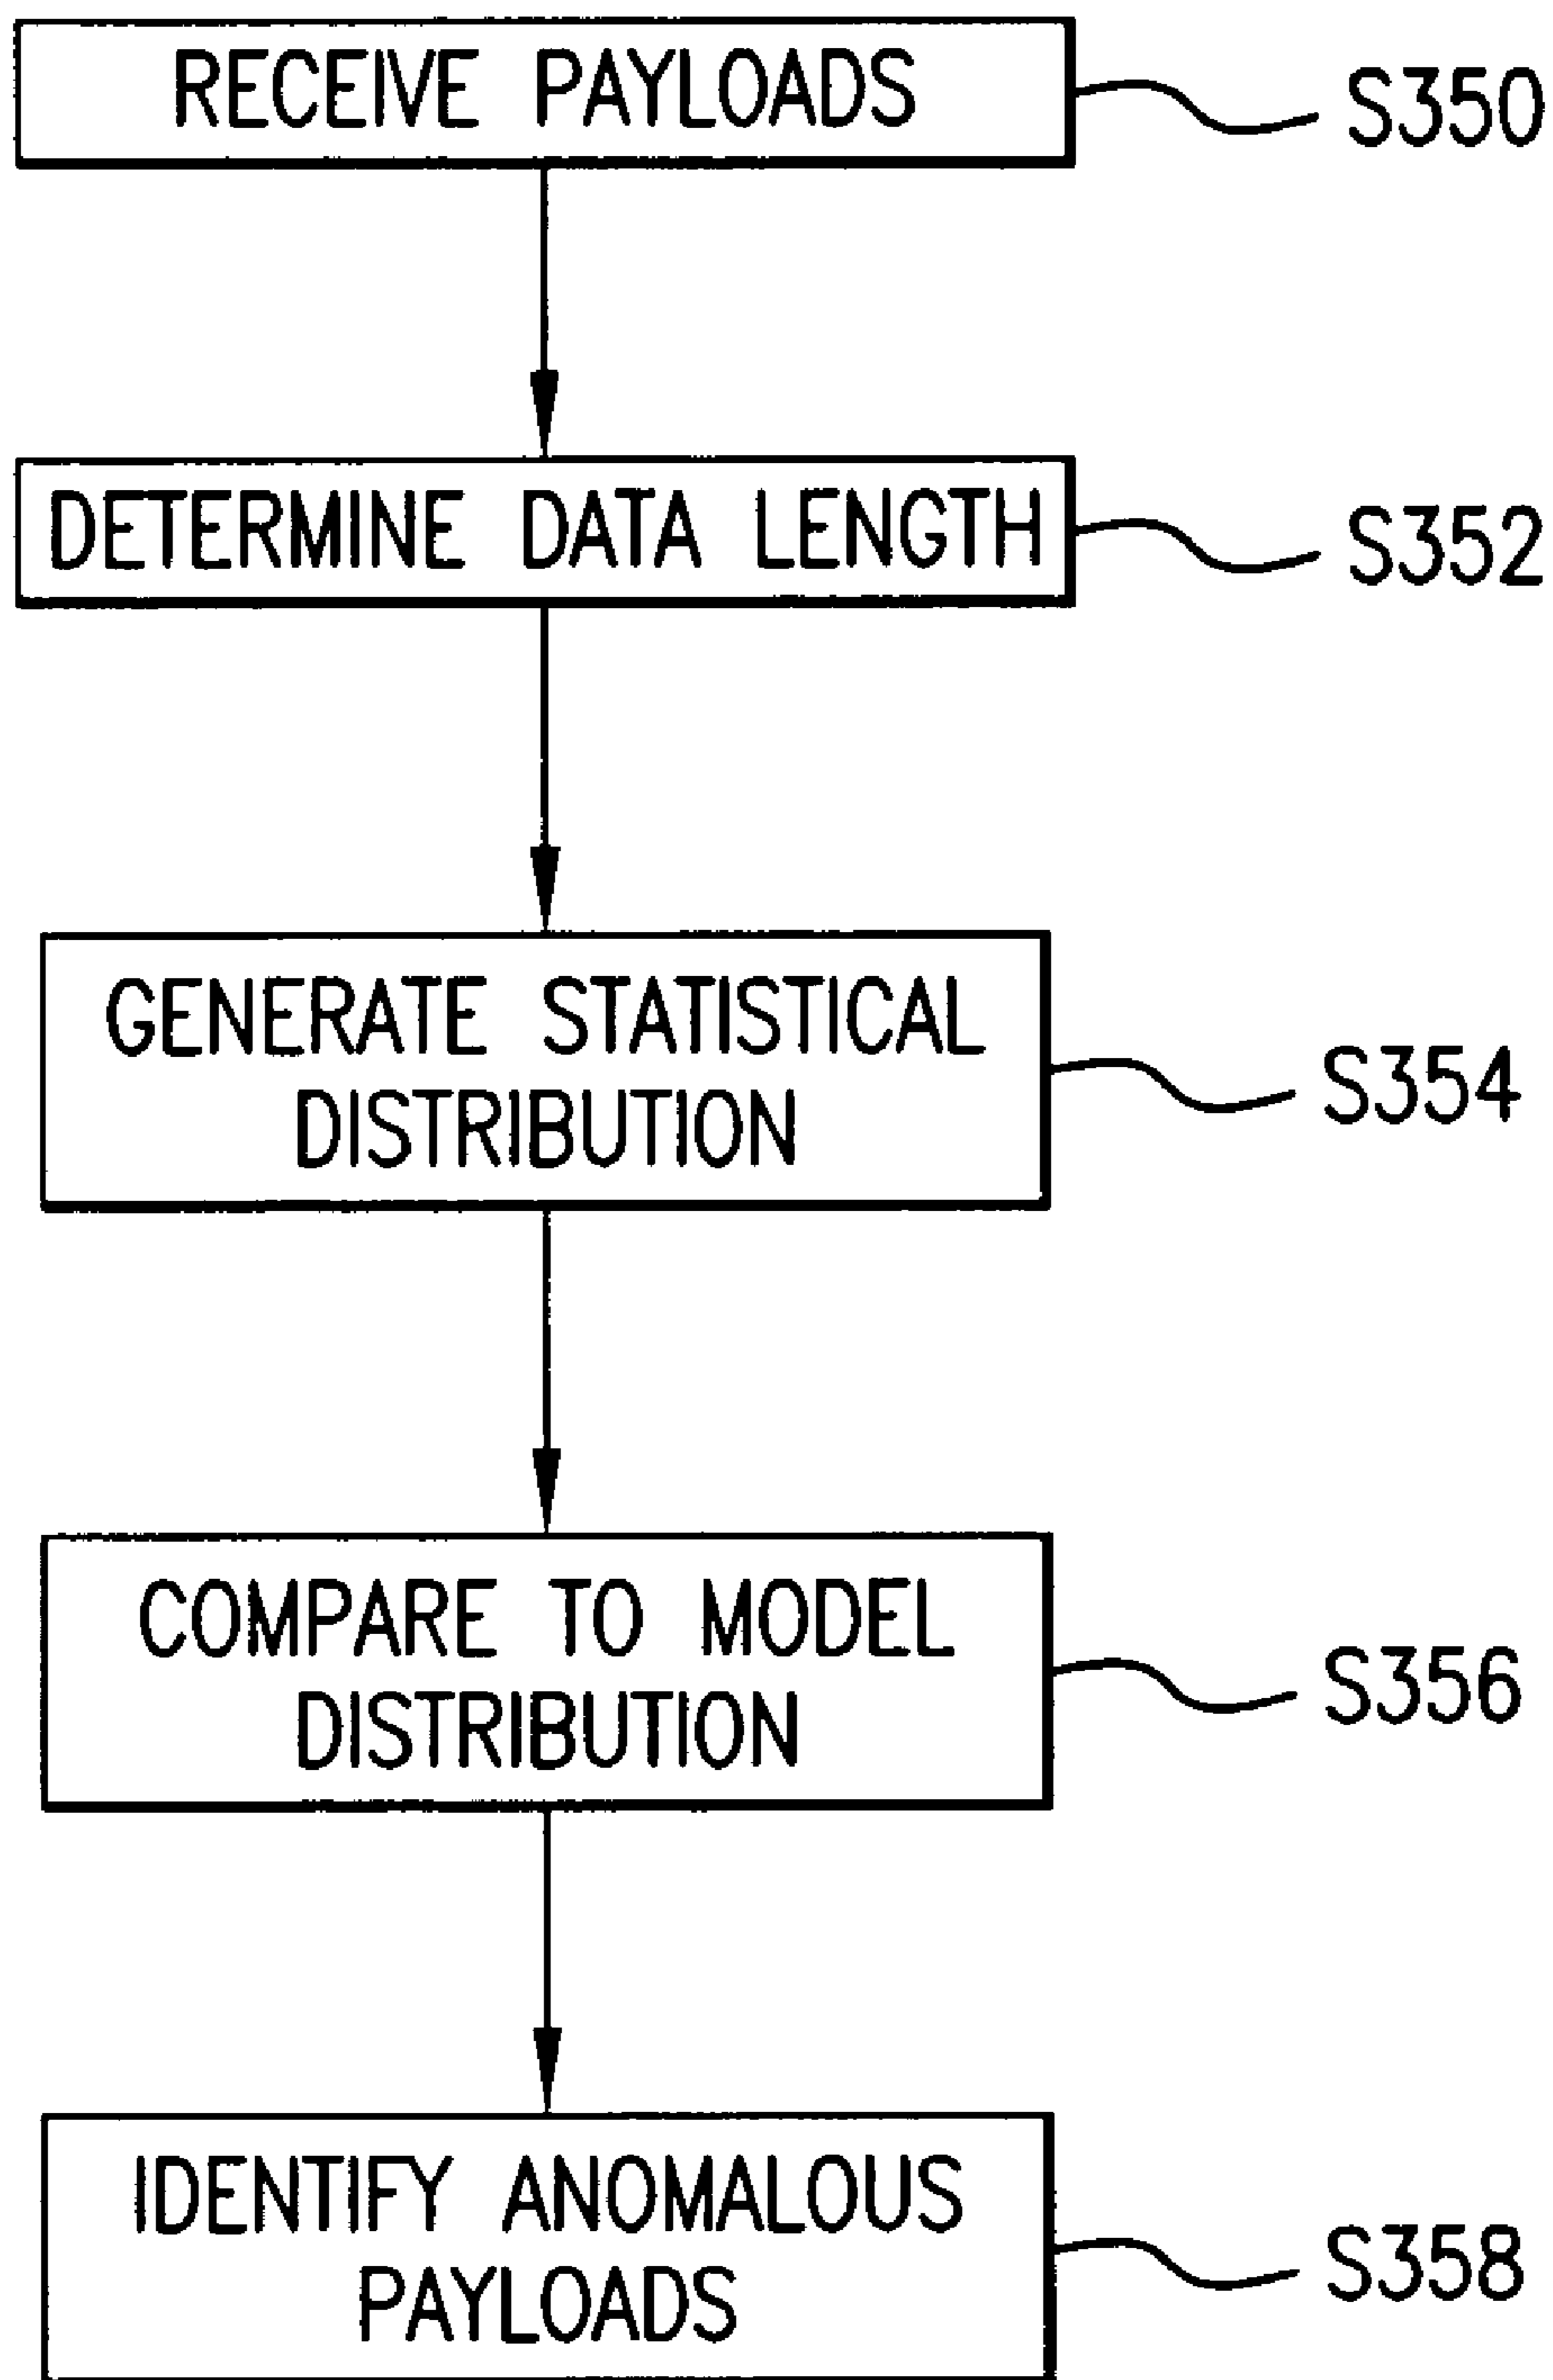 RECEIVE PAYLOADS
S350
DETERMINE DATA LENGTH
S352
GENERATE STATISTICAL
DISTRIBUTION
S354
COMPARE TO MODEL
DISTRIBUTION
S356
IDENTIFY ANOMALOUS
PAYLOADS
S358